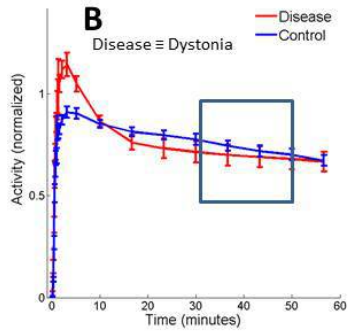 B
Disease
Control
Disease ≡ Dystonia
Activity (normalized)
1
0.5
0
0 10 20 30 40 50 60
Time (minutes)